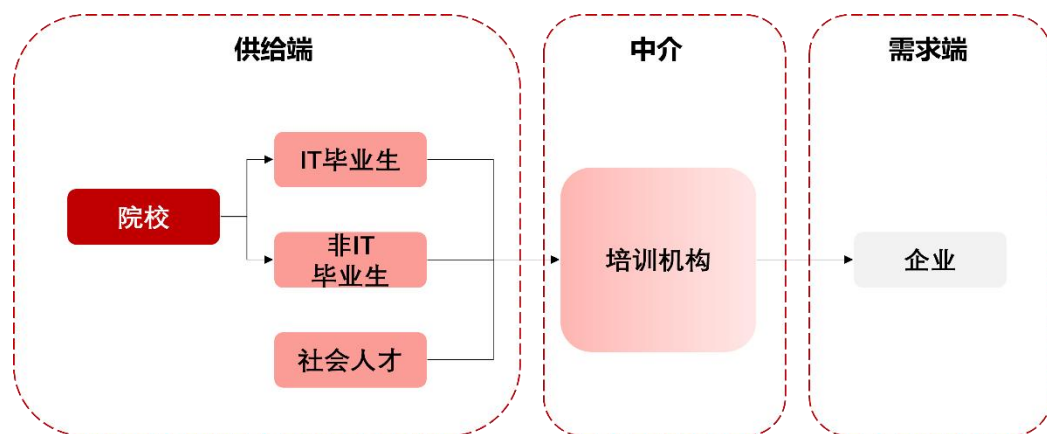 供给端
中介
需求端
IT毕业生
院校
非IT
毕业生
培训机构
企业
社会人才